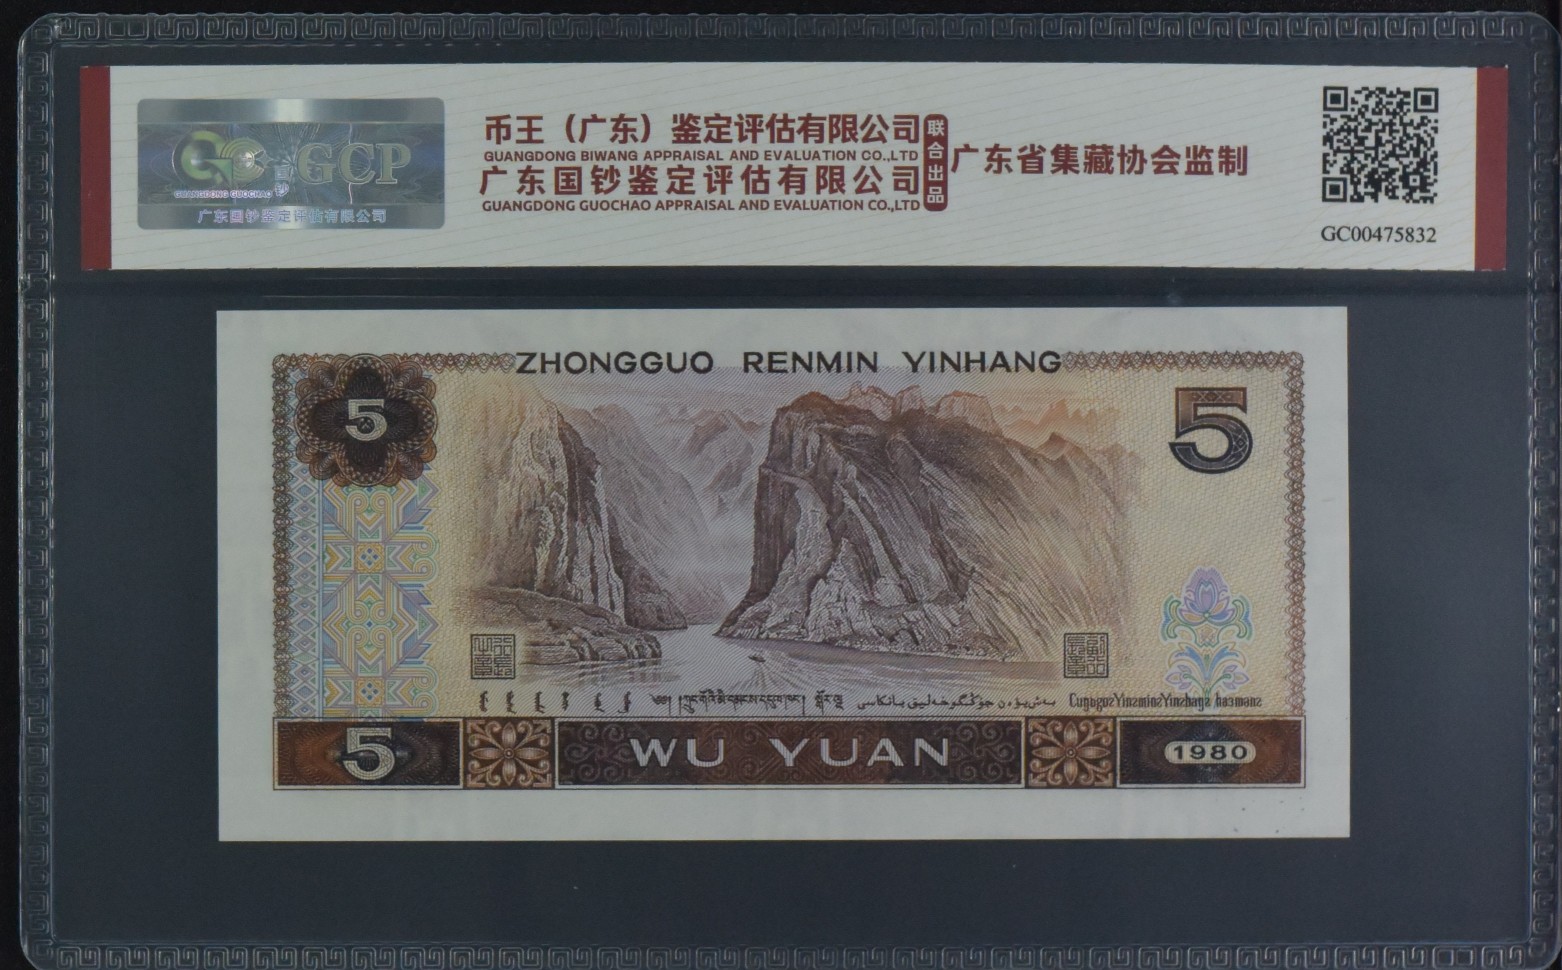 币王（广东）鉴定评估有限公司
GUANGDONG BIWANG APPRAISAL AND EVALUATION CO.,LTD
广东国钞鉴定评估有限公司
GUANGDONG GUOCHAO APPRAISAL AND EVALUATION CO.,LTD
联合出品
广东省集藏协会监制
GCP
GUANGDONG GUOCHAO
钞
广东国钞鉴定评估有限公司
GC00475832
ZHONGGUO RENMIN YINHANG
5
5
5
WU YUAN
1980